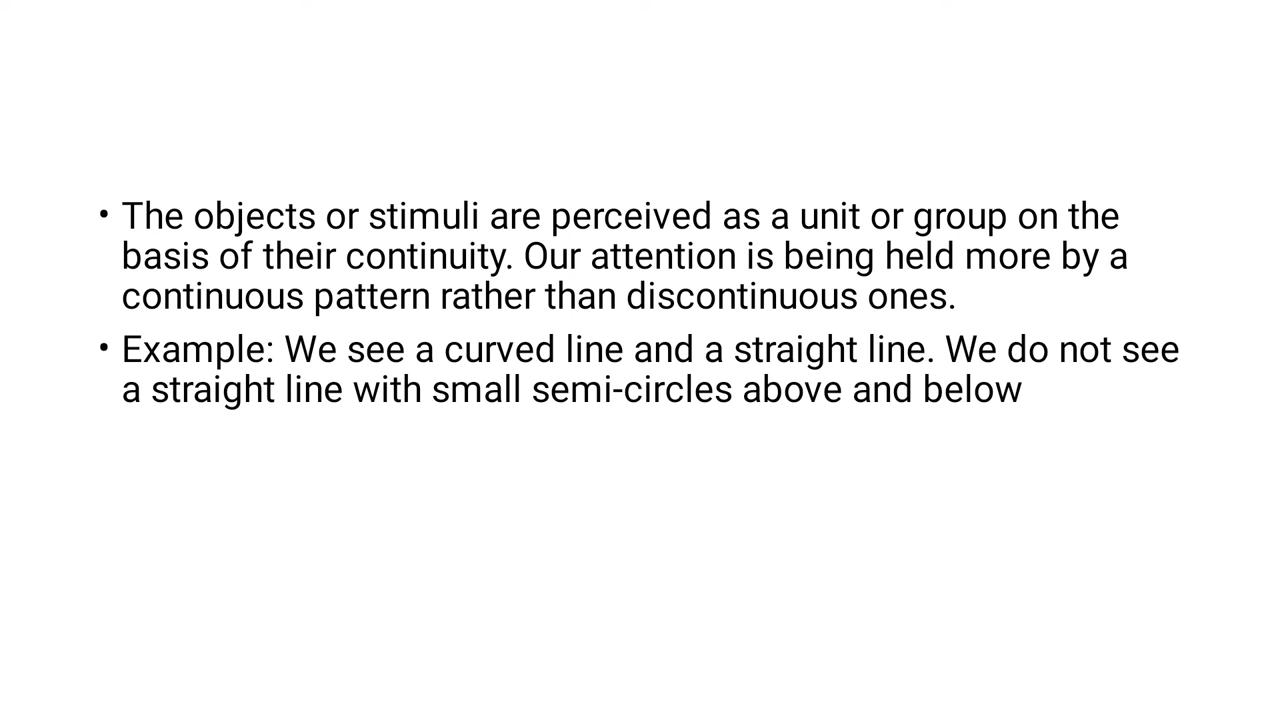 • The objects or stimuli are perceived as a unit or group on the
basis of their continuity. Our attention is being held more by a
continuous pattern rather than discontinuous ones.
• Example: We see a curved line and a straight line. We do not see
a straight line with small semi-circles above and below